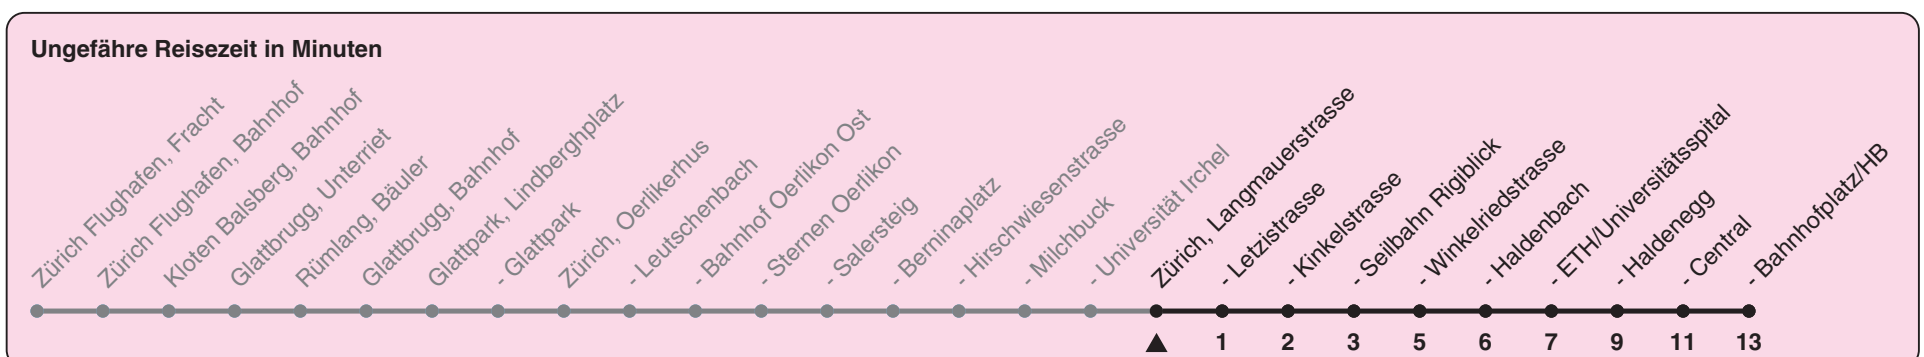 Ungefähre Reisezeit in Minuten
Zürich Flughafen, Fracht
Zürich Flughafen, Bahnhof
Kloten Balsberg, Bahnhof
Glattbrugg, Unterriet
Rümlang, Bäuler
Glattbrugg, Bahnhof
Glattpark, Lindberghplatz
- Glattpark
Zürich, Oerlikerhus
- Leutschenbach
- Bahnhof Oerlikon Ost
- Sternen Oerlikon
- Salersteig
- Berninaplatz
- Hirschwiesenstrasse
- Milchbuck
- Universität Irchel
Zürich, Langmauerstrasse
- Letzistrasse
- Kinkelstrasse
- Seilbahn Rigiblick
- Winkelriedstrasse
- Haldenbach
- ETH/Universitätsspital
- Haldenegg
- Central
- Bahnhofplatz/HB
1 2 3 5 6 7 9 11 13